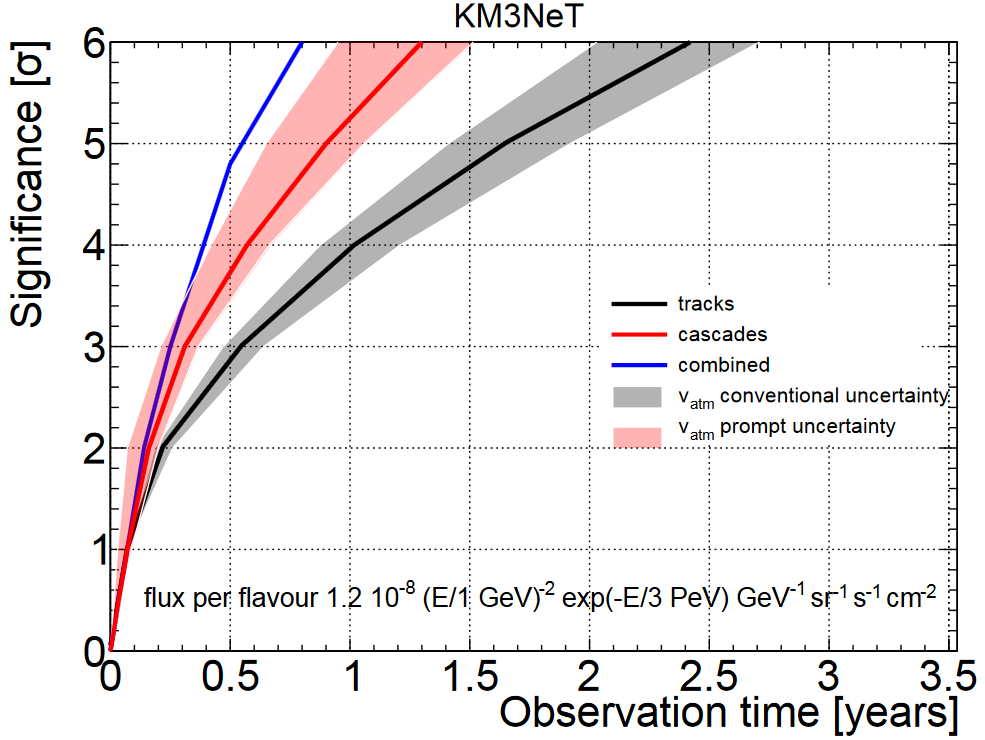 KM3NeT
Significance [σ]
6
5
4
3
2
1
0
tracks
cascades
combined
νatm conventional uncertainty
νatm prompt uncertainty
flux per flavour 1.2 10⁻⁸ (E/1 GeV)⁻² exp(-E/3 PeV) GeV⁻¹ sr⁻¹ s⁻¹ cm⁻²
0 0.5 1 1.5 2 2.5 3 3.5
Observation time [years]